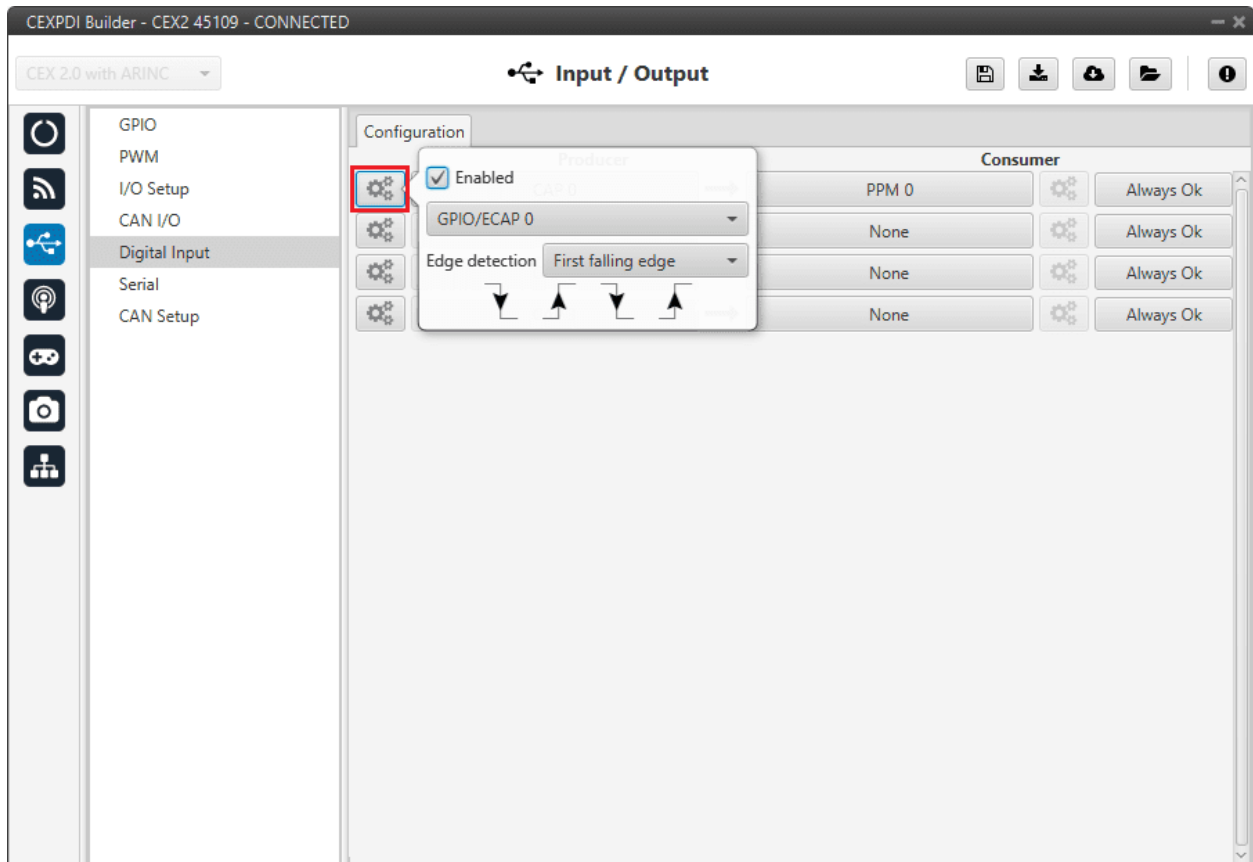 CEXPDI Builder - CEX2 45109 - CONNECTED
CEX 2.0 with ARINC
Input / Output
GPIO
PWM
I/O Setup
CAN I/O
Digital Input
Serial
CAN Setup
Configuration
Producer
Consumer
Enabled
CAP 0
PPM 0
Always Ok
GPIO/ECAP 0
None
Always Ok
Edge detection
First falling edge
None
Always Ok
None
Always Ok